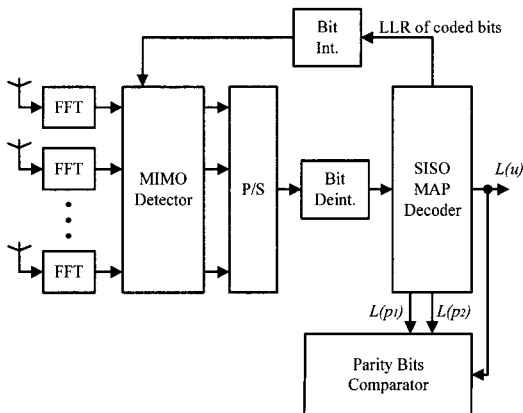 Bit
Int.
LLR of coded bits
FFT
FFT
FFT
MIMO
Detector
P/S
Bit
Deint.
SISO
MAP
Decoder
L(u)
L(p1)
L(p2)
Parity Bits
Comparator